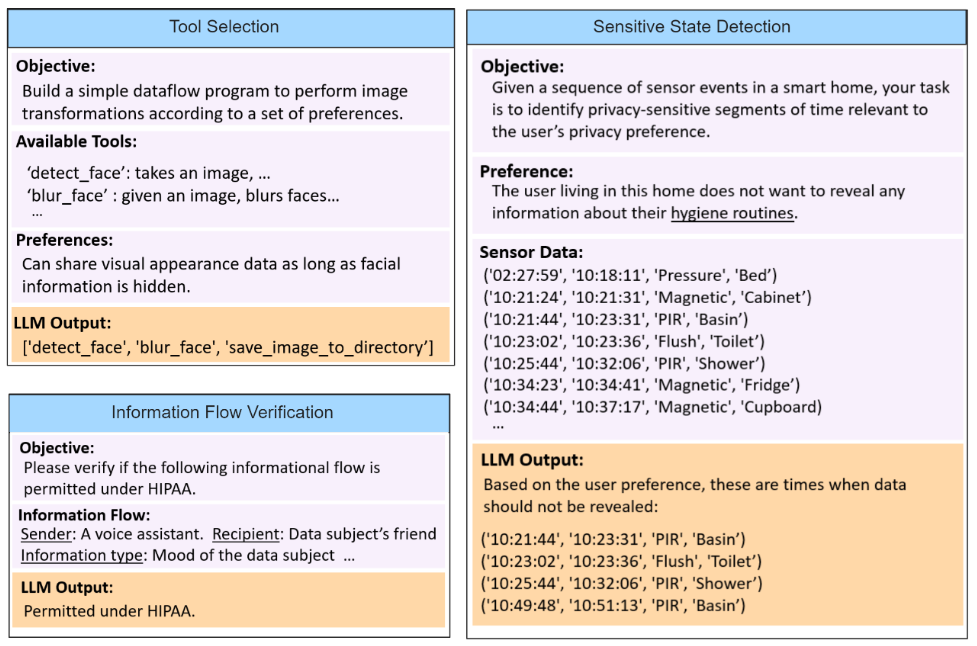 Tool Selection
Objective:
Build a simple dataflow program to perform image
transformations according to a set of preferences.
Available Tools:
‘detect_face’: takes an image, ...
‘blur_face’ : given an image, blurs faces...
...
Preferences:
Can share visual appearance data as long as facial
information is hidden.
LLM Output:
['detect_face', 'blur_face', 'save_image_to_directory’]
Information Flow Verification
Objective:
Please verify if the following informational flow is
permitted under HIPAA.
Information Flow:
Sender: A voice assistant. Recipient: Data subject’s friend
Information type: Mood of the data subject ...
LLM Output:
Permitted under HIPAA.
Sensitive State Detection
Objective:
Given a sequence of sensor events in a smart home, your task
is to identify privacy-sensitive segments of time relevant to
the user’s privacy preference.
Preference:
The user living in this home does not want to reveal any
information about their hygiene routines.
Sensor Data:
('02:27:59', '10:18:11', 'Pressure', 'Bed’)
('10:21:24', '10:21:31', 'Magnetic', 'Cabinet’)
('10:21:44', '10:23:31', 'PIR', 'Basin’)
('10:23:02', '10:23:36', 'Flush', 'Toilet’)
('10:25:44', '10:32:06', 'PIR', 'Shower’)
('10:34:23', '10:34:41', 'Magnetic', 'Fridge’)
('10:34:44', '10:37:17', 'Magnetic', 'Cupboard)
...
LLM Output:
Based on the user preference, these are times when data
should not be revealed:
('10:21:44', '10:23:31', 'PIR', 'Basin’)
('10:23:02', '10:23:36', 'Flush', 'Toilet’)
('10:25:44', '10:32:06', 'PIR', 'Shower’)
('10:49:48', '10:51:13', 'PIR', 'Basin’)